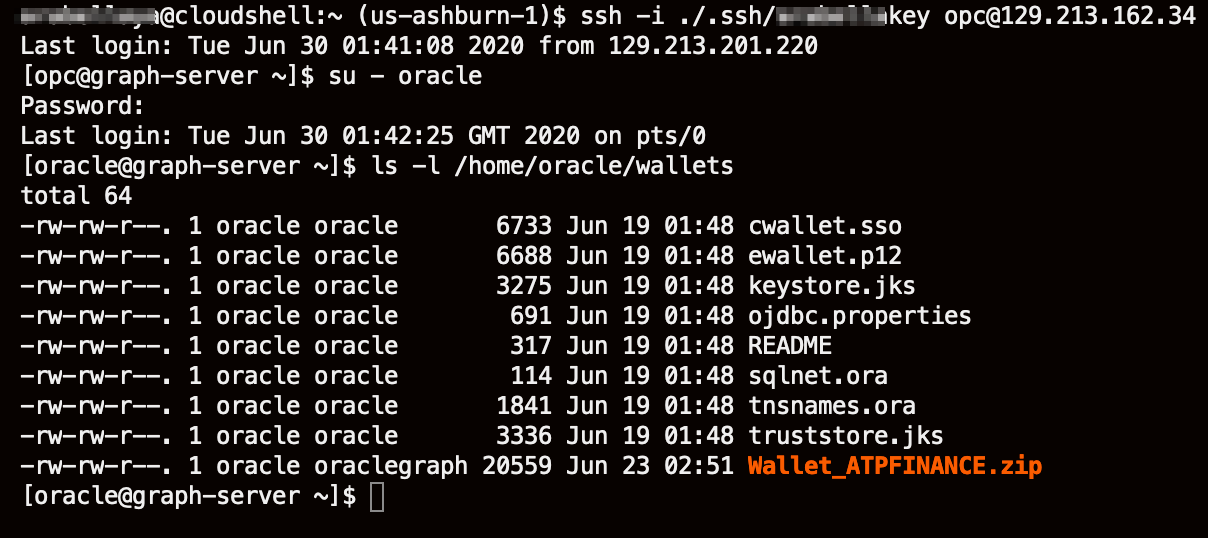 @cloudshell:~ (us-ashburn-1)$ ssh -i ./.ssh/key opc@129.213.162.34
Last login: Tue Jun 30 01:41:08 2020 from 129.213.201.220
[opc@graph-server ~]$ su - oracle
Password:
Last login: Tue Jun 30 01:42:25 GMT 2020 on pts/0
[oracle@graph-server ~]$ ls -l /home/oracle/wallets
total 64
-rw-rw-r--. 1 oracle oracle 6733 Jun 19 01:48 cwallet.sso
-rw-rw-r--. 1 oracle oracle 6688 Jun 19 01:48 ewallet.p12
-rw-rw-r--. 1 oracle oracle 3275 Jun 19 01:48 keystore.jks
-rw-rw-r--. 1 oracle oracle 691 Jun 19 01:48 ojdbc.properties
-rw-rw-r--. 1 oracle oracle 317 Jun 19 01:48 README
-rw-rw-r--. 1 oracle oracle 114 Jun 19 01:48 sqlnet.ora
-rw-rw-r--. 1 oracle oracle 1841 Jun 19 01:48 tnsnames.ora
-rw-rw-r--. 1 oracle oracle 3336 Jun 19 01:48 truststore.jks
-rw-rw-r--. 1 oracle oraclegraph 20559 Jun 23 02:51 Wallet_ATPFINANCE.zip
[oracle@graph-server ~]$